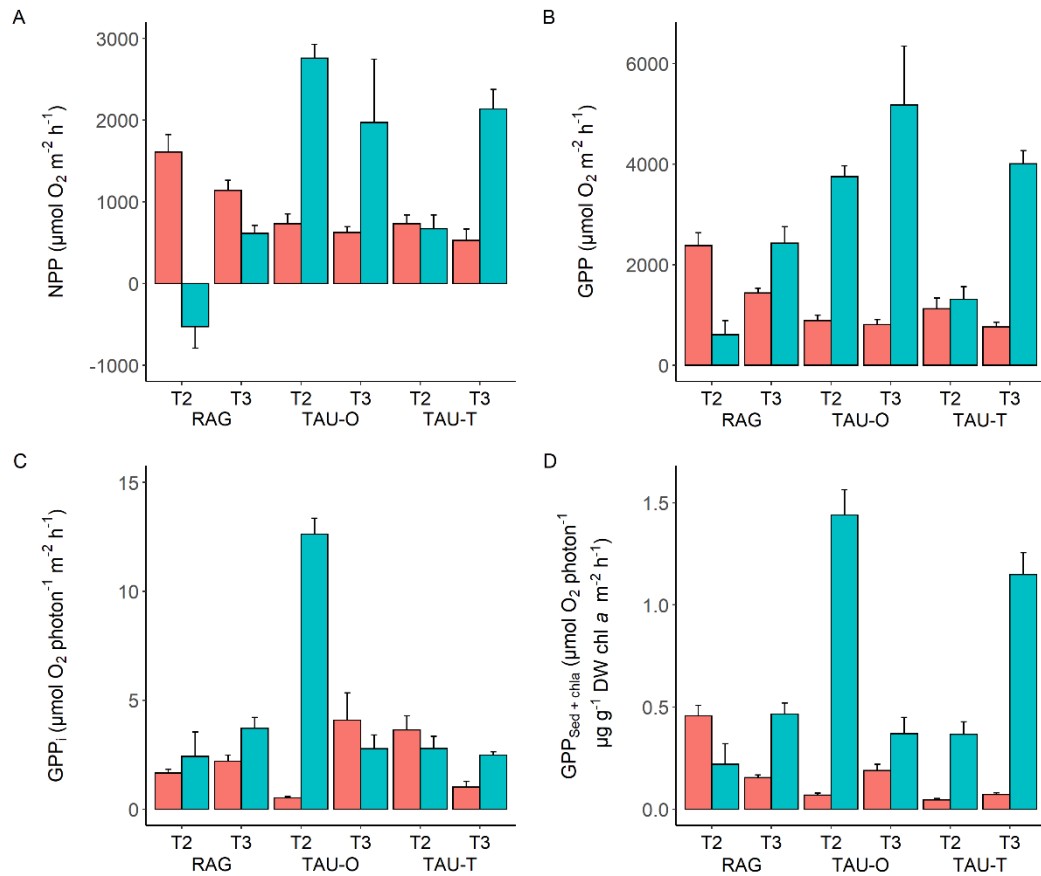 A
NPP (µmol O₂ m⁻² h⁻¹)
3000
2000
1000
0
-1000
T2 T3 T2 T3 T2 T3
RAG TAU-O TAU-T
B
GPP (µmol O₂ m⁻² h⁻¹)
6000
4000
2000
0
T2 T3 T2 T3 T2 T3
RAG TAU-O TAU-T
C
GPPᵢ (µmol O₂ photon⁻¹ m⁻² h⁻¹)
15
10
5
0
T2 T3 T2 T3 T2 T3
RAG TAU-O TAU-T
D
GPP Sed + chla (µmol O₂ photon⁻¹
µg g⁻¹ DW chl a m⁻² h⁻¹)
1.5
1.0
0.5
0.0
T2 T3 T2 T3 T2 T3
RAG TAU-O TAU-T